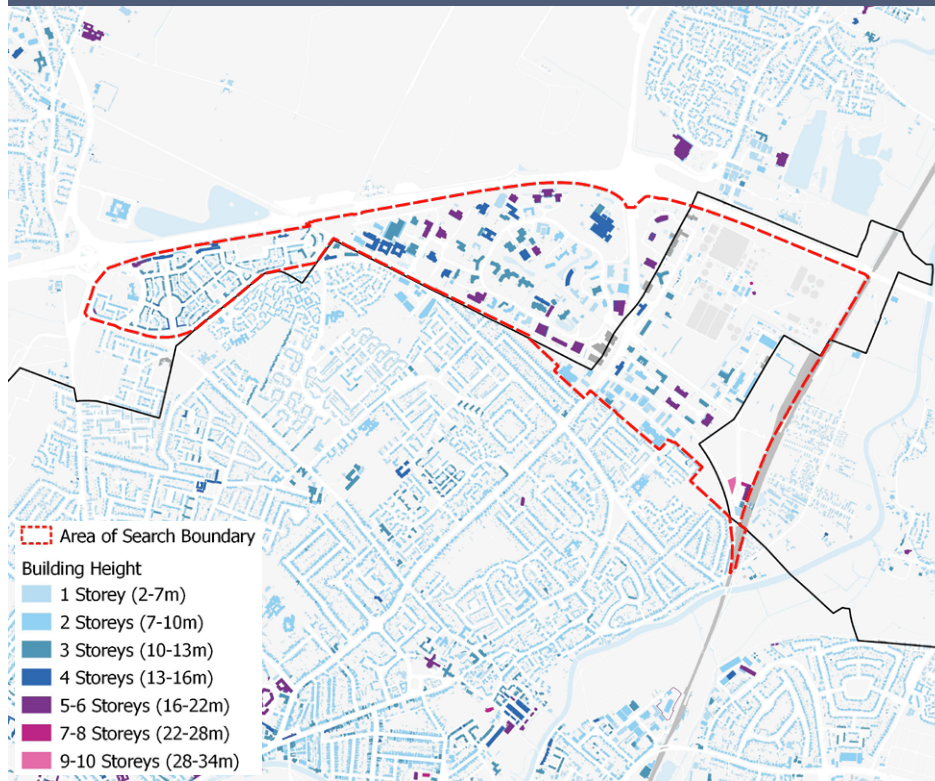 Area of Search Boundary
Building Height
1 Storey (2-7m)
2 Storeys (7-10m)
3 Storeys (10-13m)
4 Storeys (13-16m)
5-6 Storeys (16-22m)
7-8 Storeys (22-28m)
9-10 Storeys (28-34m)